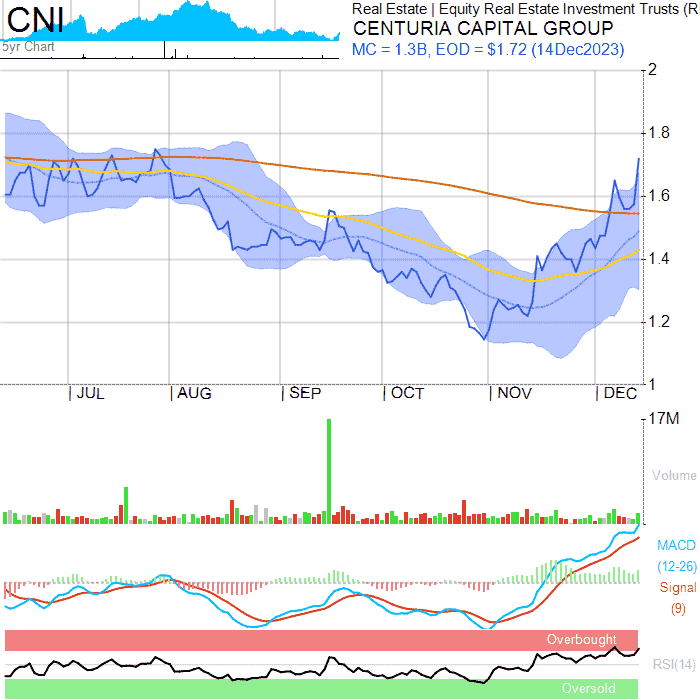 CNI
5yr Chart
Real Estate | Equity Real Estate Investment Trusts (R
CENTURIA CAPITAL GROUP
MC = 1.3B, EOD = $1.72 (14Dec2023)
2
1.8
1.6
1.4
1.2
1
| JUL | AUG | SEP | OCT | NOV | DEC
17M
Volume
MACD
(12-26)
Signal
(9)
Overbought
RSI(14)
Oversold